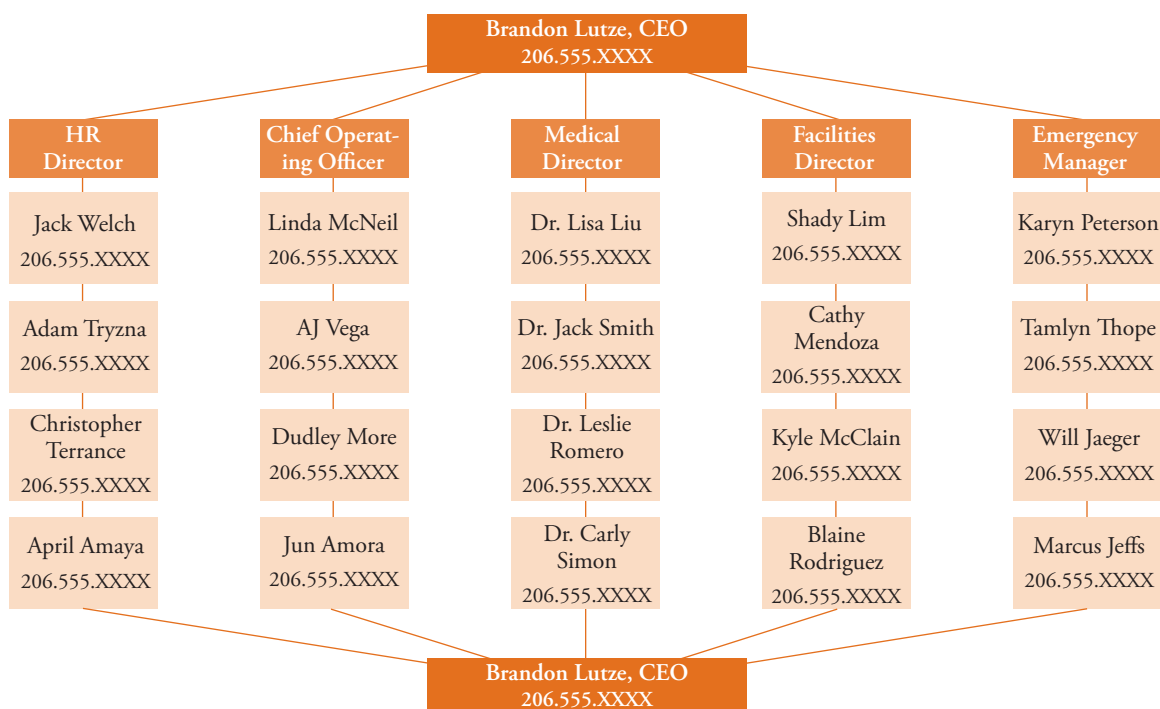 Brandon Lutze, CEO
206.555.XXXX
HR
Director
Chief Operat-
ing Officer
Medical
Director
Facilities
Director
Emergency
Manager
Jack Welch
206.555.XXXX
Linda McNeil
206.555.XXXX
Dr. Lisa Liu
206.555.XXXX
Shady Lim
206.555.XXXX
Karyn Peterson
206.555.XXXX
Adam Tryzna
206.555.XXXX
AJ Vega
206.555.XXXX
Dr. Jack Smith
206.555.XXXX
Cathy
Mendoza
206.555.XXXX
Tamlyn Thope
206.555.XXXX
Christopher
Terrance
206.555.XXXX
Dudley More
206.555.XXXX
Dr. Leslie
Romero
206.555.XXXX
Kyle McClain
206.555.XXXX
Will Jaeger
206.555.XXXX
April Amaya
206.555.XXXX
Jun Amora
206.555.XXXX
Dr. Carly
Simon
206.555.XXXX
Blaine
Rodriguez
206.555.XXXX
Marcus Jeffs
206.555.XXXX
Brandon Lutze, CEO
206.555.XXXX